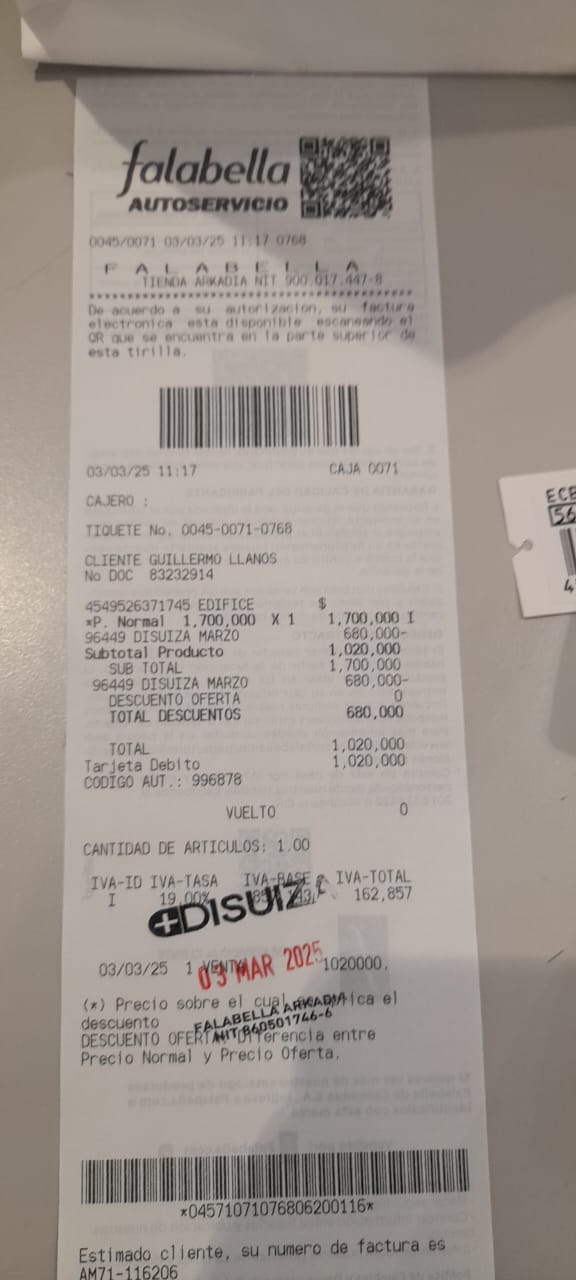 falabella
AUTOSERVICIO
0045/0071 03/03/25 11:17 0768
F A L A B E L L A
TIENDA ARKADIA NIT 900.017.447-8
De acuerdo a su autorizacion, su factura
electronica esta disponible escaneando el
QR que se encuentra en la parte superior de
esta tirilla.
03/03/25 11:17 CAJA 0071
CAJERO :
TIQUETE No. 0045-0071-0768
CLIENTE GUILLERMO LLANOS
No DOC 83232914
4549526371745 EDIFICE $
*P. Normal 1,700,000 X 1 1,700,000 I
96449 DISUIZA MARZO 680,000-
Subtotal Producto 1,020,000
SUB TOTAL 1,700,000
96449 DISUIZA MARZO 680,000-
DESCUENTO OFERTA 0
TOTAL DESCUENTOS 680,000
TOTAL 1,020,000
Tarjeta Debito 1,020,000
CODIGO AUT.: 996878
VUELTO 0
CANTIDAD DE ARTICULOS: 1.00
IVA-ID IVA-TASA IVA-BASE IVA-TOTAL
I 19.00% 162,857
DISUIZ
03/03/25 1 1020000.
03 MAR 2025
(*) Precio sobre el cual el
descuento
FALABELLA ARKADIA
NIT 860501746-6
DESCUENTO Diferencia entre
Precio Normal y Precio Oferta.
*04571071076806200116*
Estimado cliente, su numero de factura es
AM71-116206
ECE
56
4